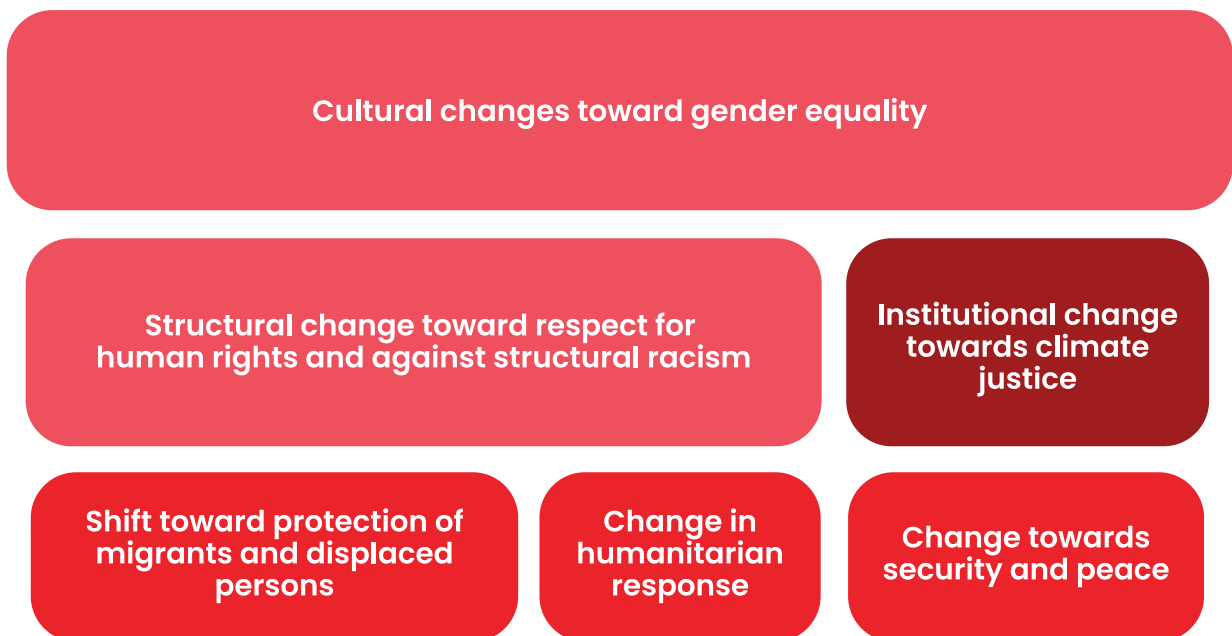 Cultural changes toward gender equality
Structural change toward respect for
human rights and against structural racism
Institutional change
towards climate
justice
Shift toward protection of
migrants and displaced
persons
Change in
humanitarian
response
Change towards
security and peace